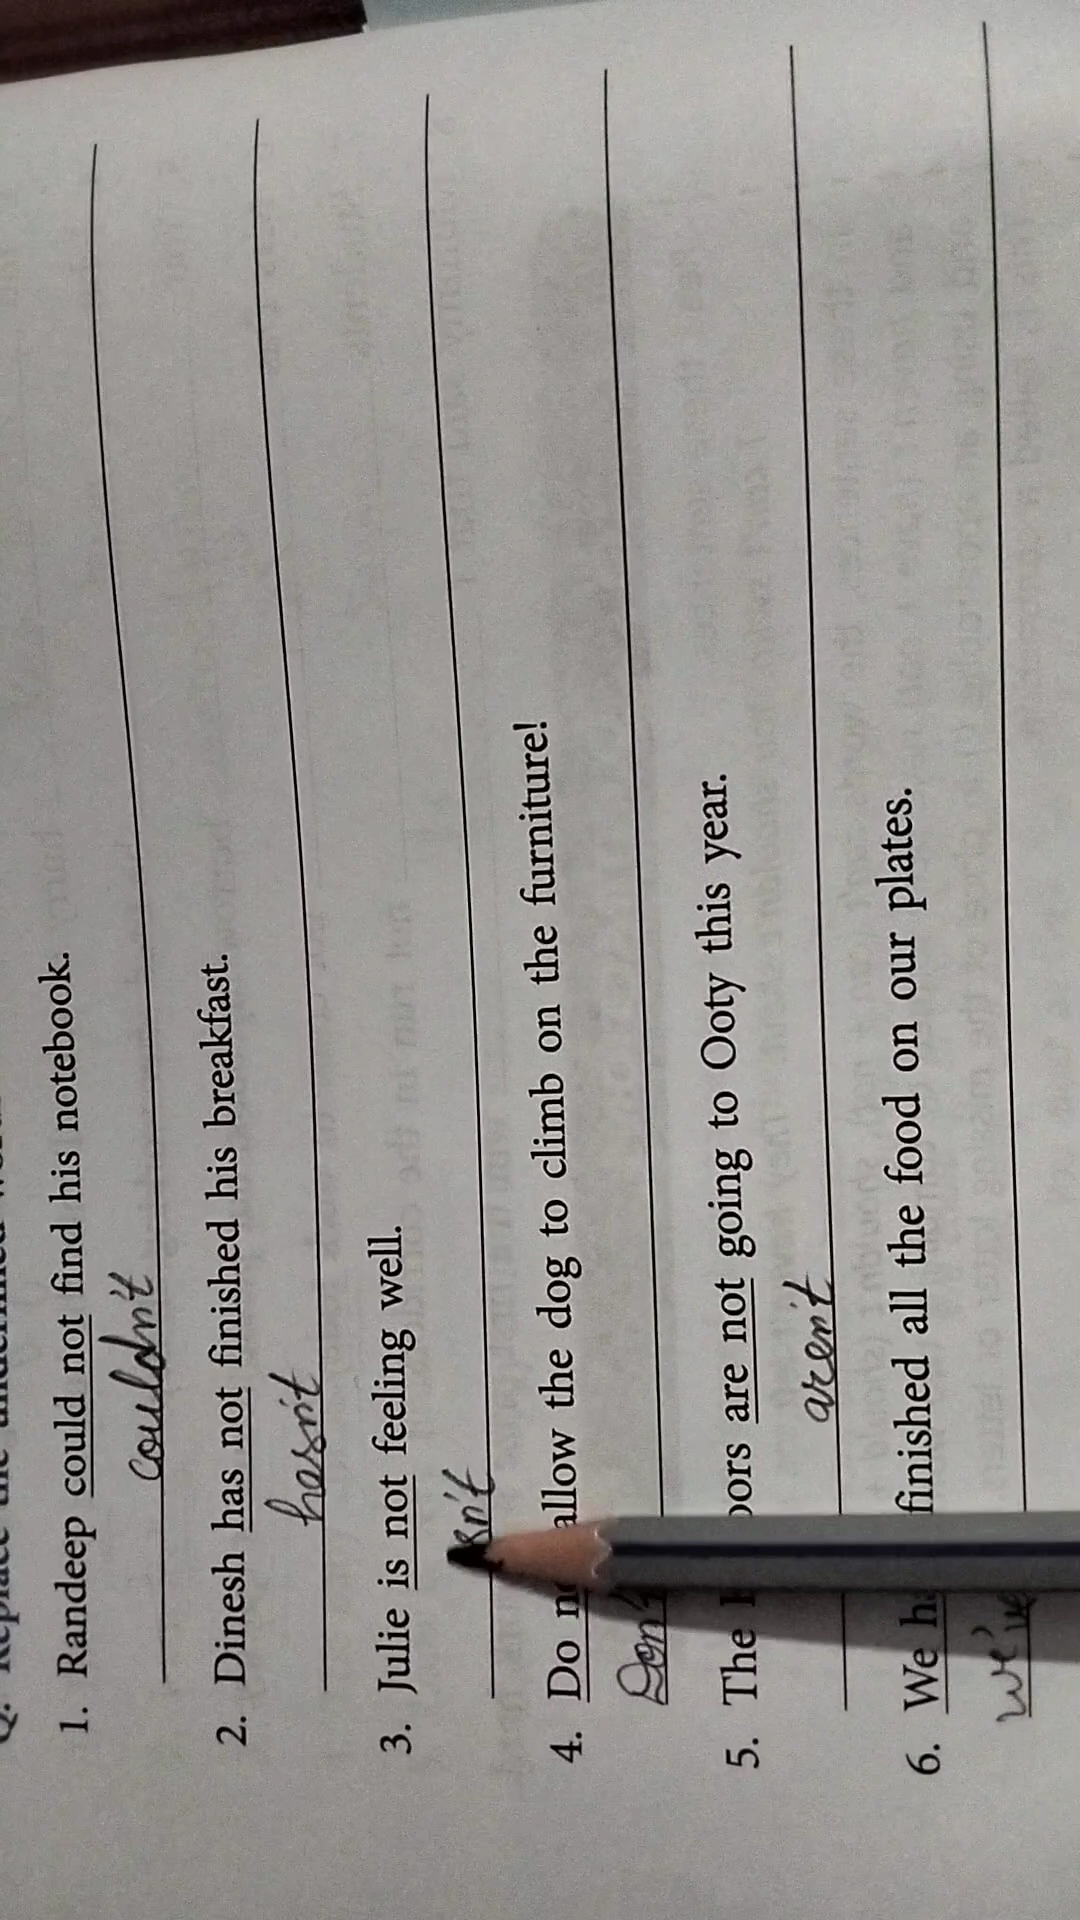 1. Randeep could not find his notebook.
couldn't
2. Dinesh has not finished his breakfast.
hasn't
3. Julie is not feeling well.
4. Do allow the dog to climb on the furniture!
5. The are not going to Ooty this year.
aren't
6. We finished all the food on our plates.